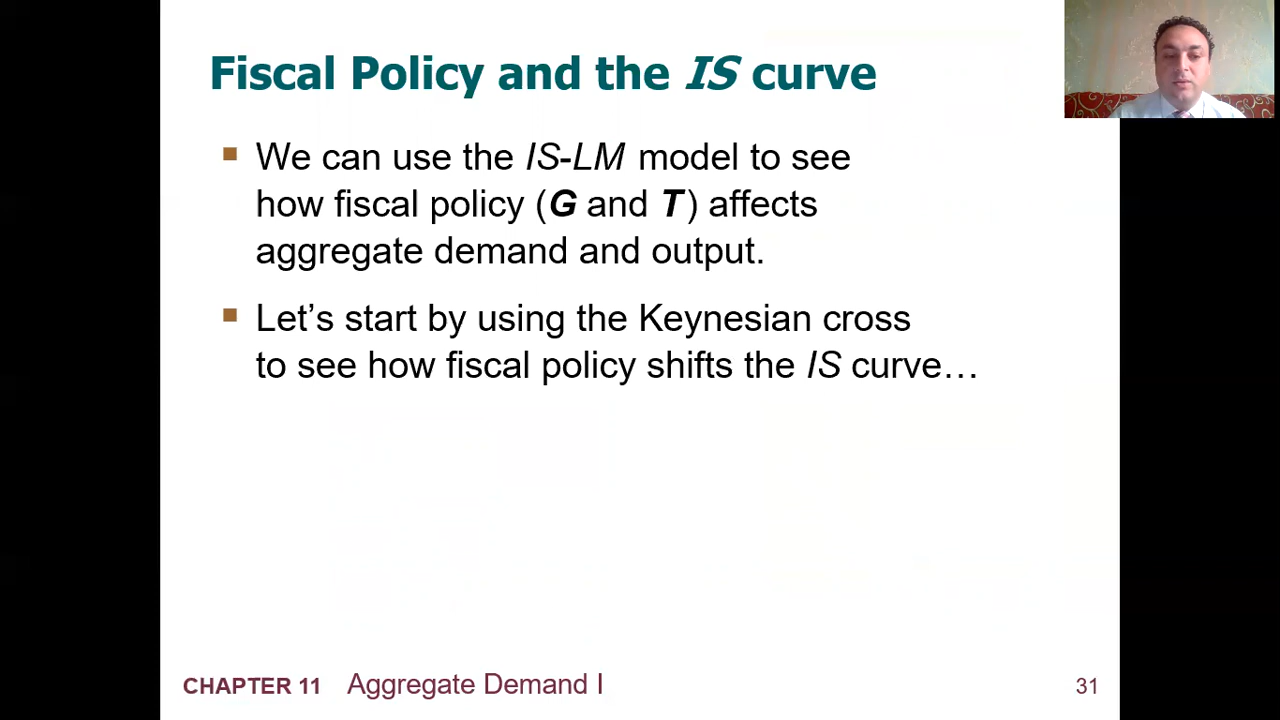 Fiscal Policy and the IS curve
We can use the IS-LM model to see
how fiscal policy (G and T) affects
aggregate demand and output.
Let’s start by using the Keynesian cross
to see how fiscal policy shifts the IS curve…
CHAPTER 11 Aggregate Demand I
31